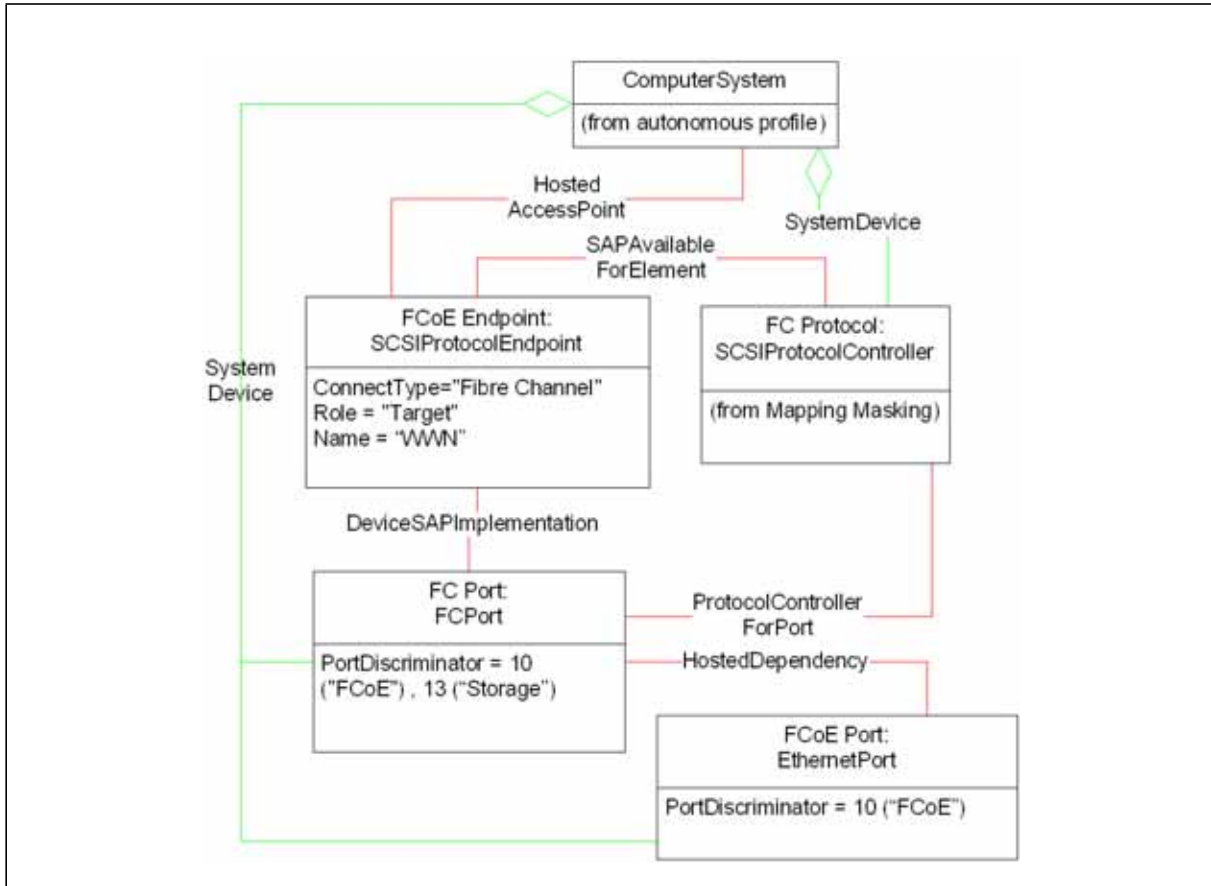 ComputerSystem
(from autonomous profile)
Hosted
AccessPoint
SystemDevice
SAPAvailable
ForElement
FCoE Endpoint:
SCSIProtocolEndpoint
ConnectType="Fibre Channel"
Role = "Target"
Name = “WWN”
FC Protocol:
SCSIProtocolController
(from Mapping Masking)
System
Device
DeviceSAPImplementation
FC Port:
FCPort
PortDiscriminator = 10
("FCoE") , 13 (“Storage”)
ProtocolController
ForPort
HostedDependency
FCoE Port:
EthernetPort
PortDiscriminator = 10 (“FCoE”)